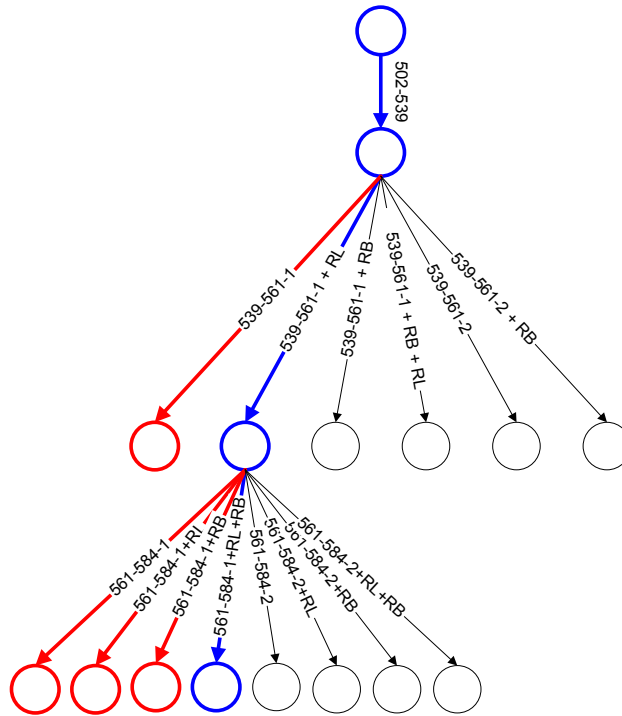 502-539
539-561-1
539-561-1 + RL
539-561-1 + RB
539-561-1 + RB + RL
539-561-2
539-561-2 + RB
561-584-1
561-584-1+RI
561-584-1+RB
561-584-1+RL+RB
561-584-2
561-584-2+RL
561-584-2+RB
561-584-2+RL+RB